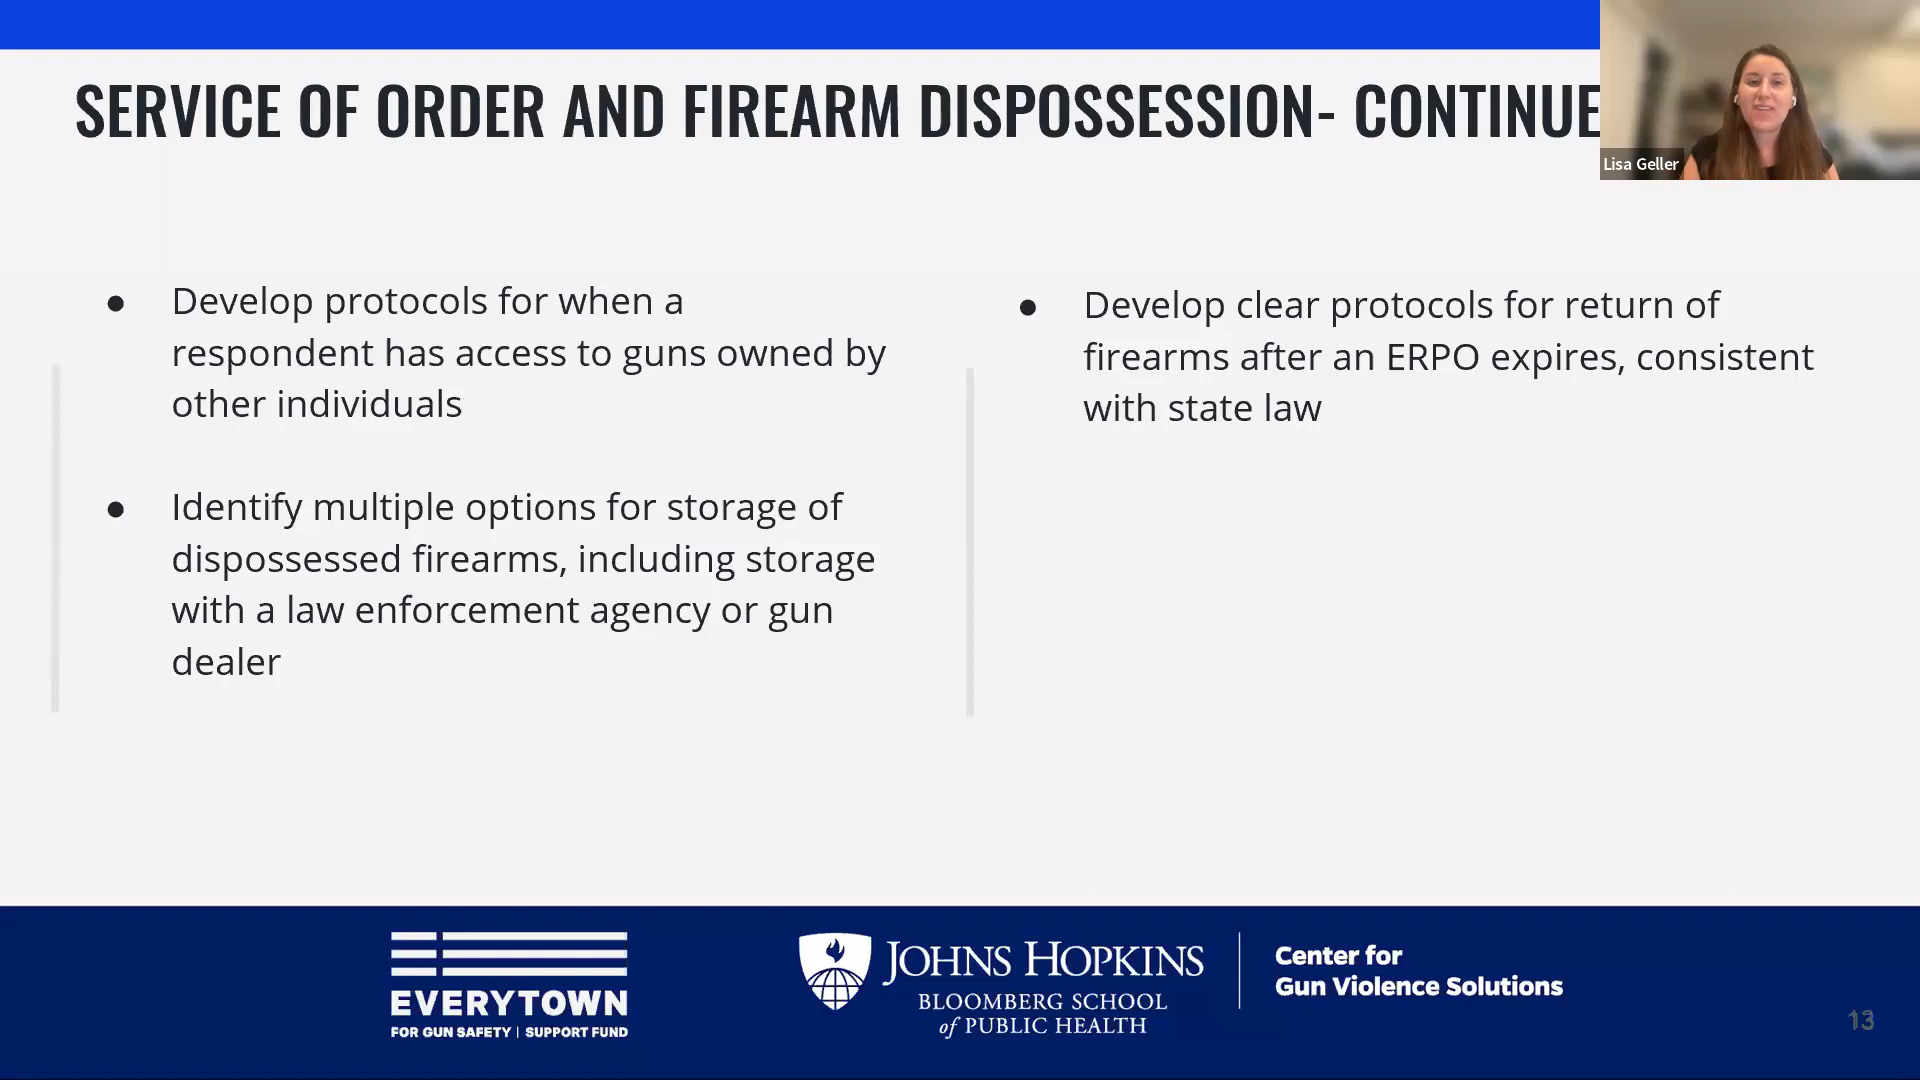 SERVICE OF ORDER AND FIREARM DISPOSSESSION- CONTINUE
Lisa Geller
● Develop protocols for when a
respondent has access to guns owned by
other individuals
● Identify multiple options for storage of
dispossessed firearms, including storage
with a law enforcement agency or gun
dealer
● Develop clear protocols for return of
firearms after an ERPO expires, consistent
with state law
EVERYTOWN
FOR GUN SAFETY | SUPPORT FUND
JOHNS HOPKINS
BLOOMBERG SCHOOL
of PUBLIC HEALTH
Center for
Gun Violence Solutions
13